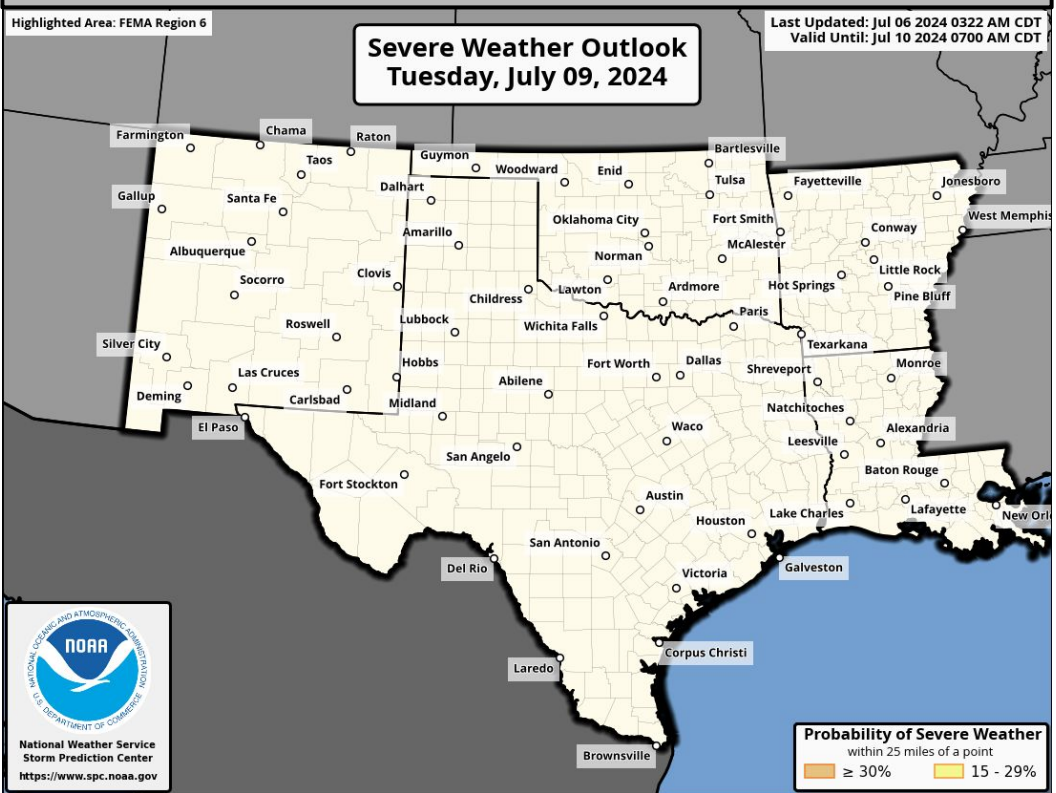 Highlighted Area: FEMA Region 6
Last Updated: Jul 06 2024 0322 AM CDT
Valid Until: Jul 10 2024 0700 AM CDT
Severe Weather Outlook
Tuesday, July 09, 2024
Farmington
Chama
Raton
Taos
Guymon
Woodward
Enid
Bartlesville
Tulsa
Fayetteville
Jonesboro
Gallup
Santa Fe
Dalhart
Oklahoma City
Fort Smith
West Memphis
Albuquerque
Amarillo
Norman
McAlester
Conway
Socorro
Clovis
Childress
Lawton
Ardmore
Hot Springs
Little Rock
Pine Bluff
Roswell
Lubbock
Wichita Falls
Paris
Texarkana
Silver City
Las Cruces
Hobbs
Fort Worth
Dallas
Shreveport
Monroe
Deming
Carlsbad
Midland
Abilene
Natchitoches
El Paso
Waco
Leesville
Alexandria
San Angelo
Fort Stockton
Baton Rouge
Austin
Houston
Lake Charles
Lafayette
New Orl
San Antonio
Del Rio
Victoria
Galveston
Laredo
Corpus Christi
Brownsville
NATIONAL OCEANIC AND ATMOSPHERIC ADMINISTRATION
NOAA
U.S. DEPARTMENT OF COMMERCE
National Weather Service
Storm Prediction Center
https://www.spc.noaa.gov
Probability of Severe Weather
within 25 miles of a point
≥ 30%
15 - 29%